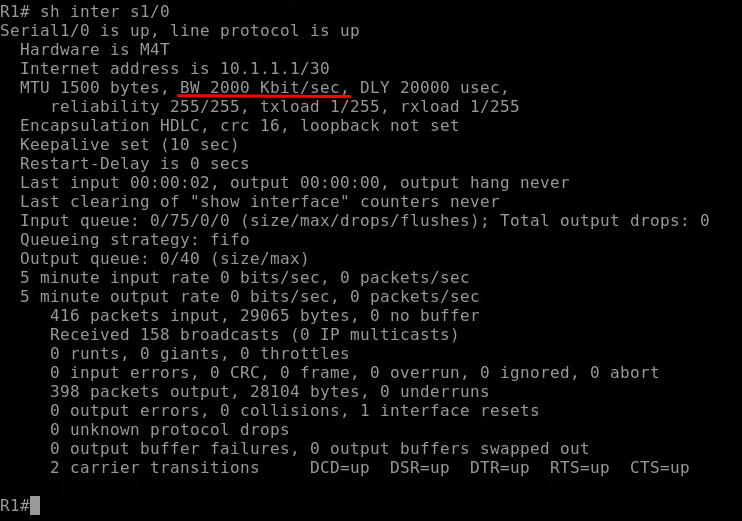 R1# sh inter s1/0
Serial1/0 is up, line protocol is up
Hardware is M4T
Internet address is 10.1.1.1/30
MTU 1500 bytes, BW 2000 Kbit/sec, DLY 20000 usec,
reliability 255/255, txload 1/255, rxload 1/255
Encapsulation HDLC, crc 16, loopback not set
Keepalive set (10 sec)
Restart-Delay is 0 secs
Last input 00:00:02, output 00:00:00, output hang never
Last clearing of "show interface" counters never
Input queue: 0/75/0/0 (size/max/drops/flushes); Total output drops: 0
Queueing strategy: fifo
Output queue: 0/40 (size/max)
5 minute input rate 0 bits/sec, 0 packets/sec
5 minute output rate 0 bits/sec, 0 packets/sec
416 packets input, 29065 bytes, 0 no buffer
Received 158 broadcasts (0 IP multicasts)
0 runts, 0 giants, 0 throttles
0 input errors, 0 CRC, 0 frame, 0 overrun, 0 ignored, 0 abort
398 packets output, 28104 bytes, 0 underruns
0 output errors, 0 collisions, 1 interface resets
0 unknown protocol drops
0 output buffer failures, 0 output buffers swapped out
2 carrier transitions     DCD=up  DSR=up  DTR=up  RTS=up  CTS=up
R1#